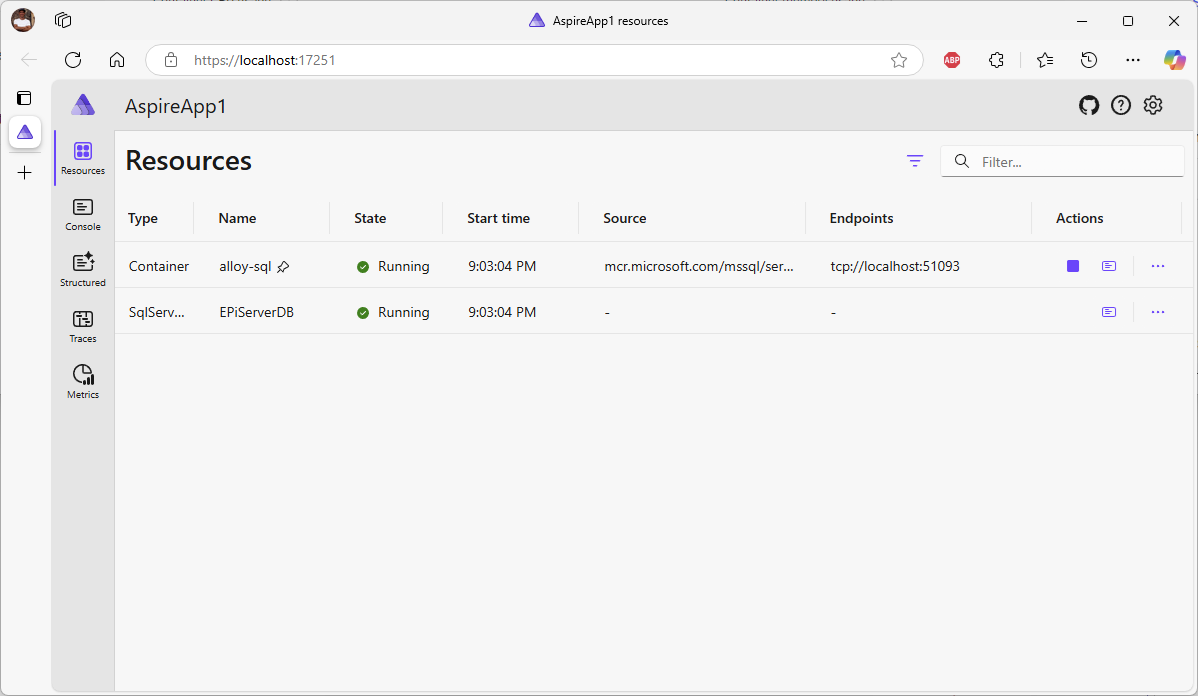 AspireApp1 resources
https://localhost:17251
ABP
AspireApp1
Resources
Console
Structured
Traces
Metrics
Resources
Filter...
Type Name State Start time Source Endpoints Actions
Container alloy-sql Running 9:03:04 PM mcr.microsoft.com/mssql/ser... tcp://localhost:51093
SqlServ... EPiServerDB Running 9:03:04 PM - -